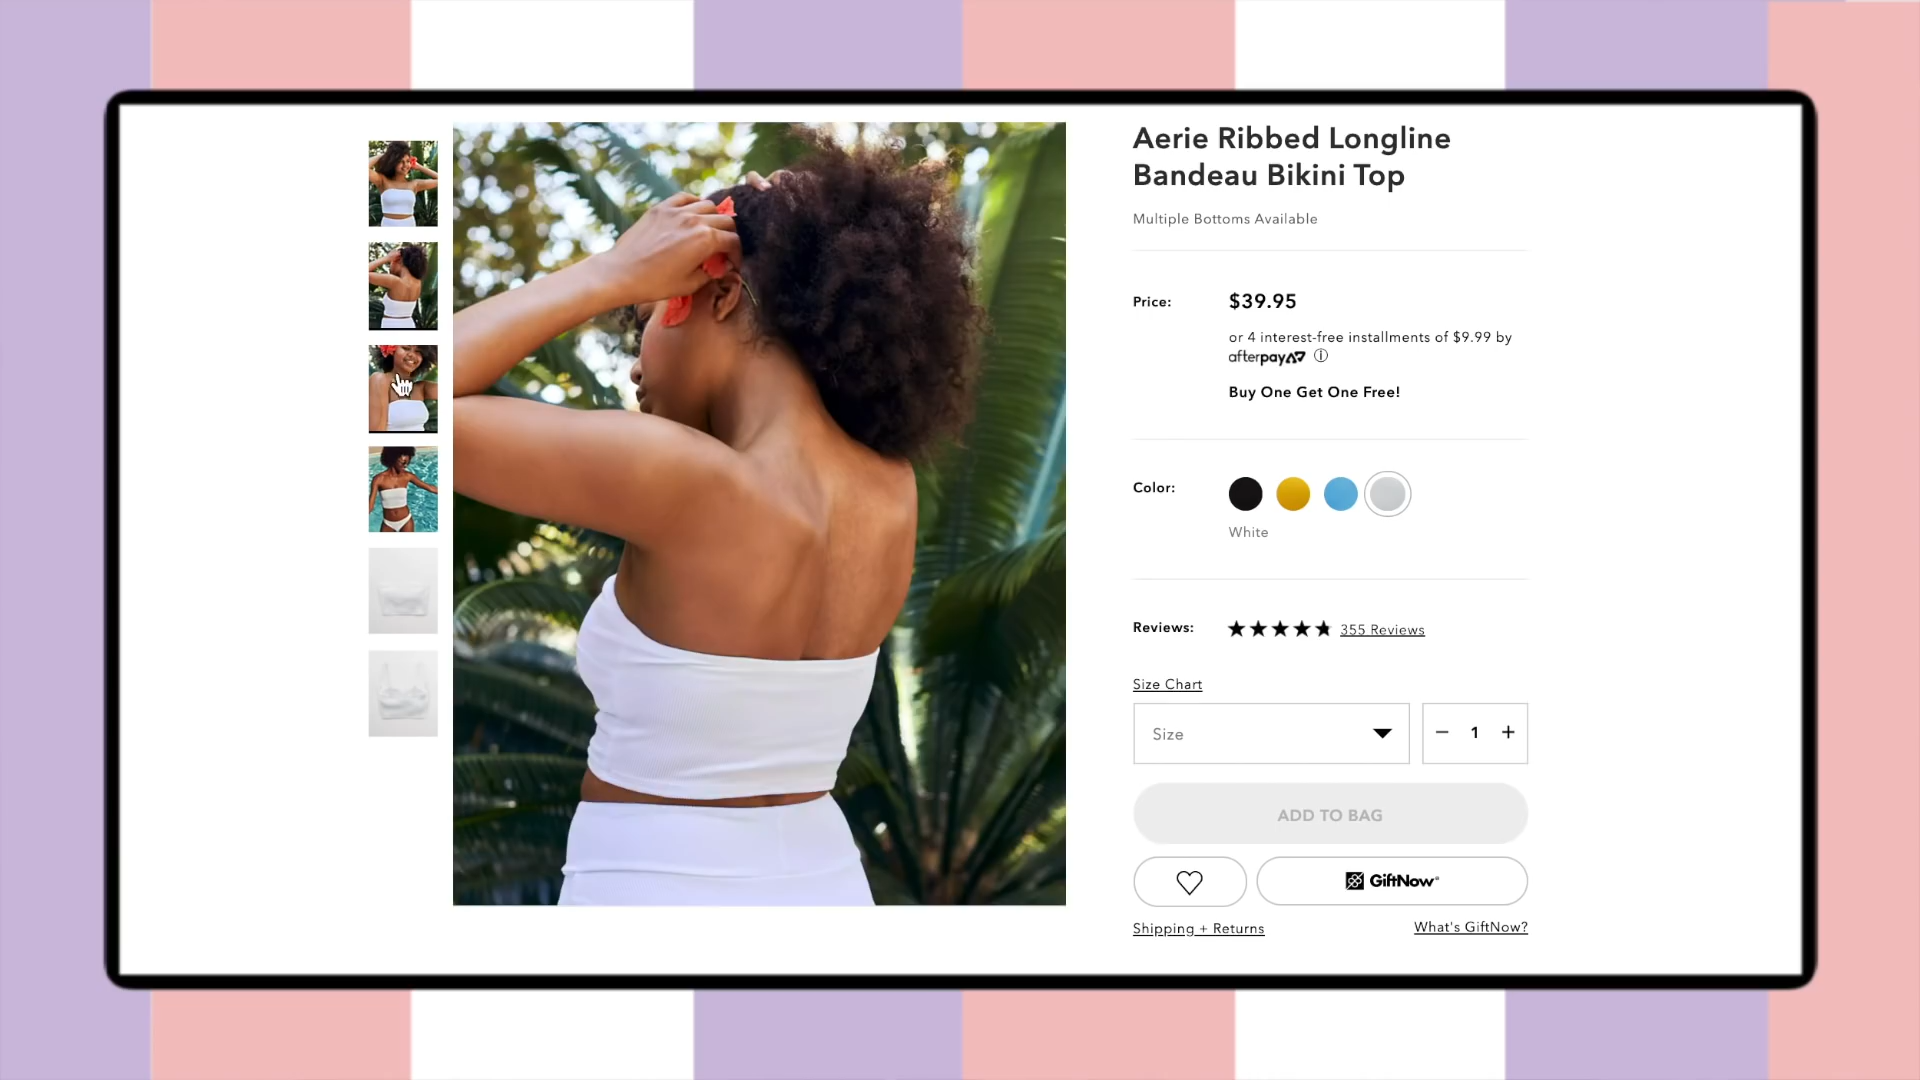 Aerie Ribbed Longline
Bandeau Bikini Top
Multiple Bottoms Available
Price:
$39.95
or 4 interest-free installments of $9.99 by
afterpay
Buy One Get One Free!
Color:
White
Reviews:
355 Reviews
Size Chart
Size
1
ADD TO BAG
GiftNow®
Shipping + Returns
What's GiftNow?